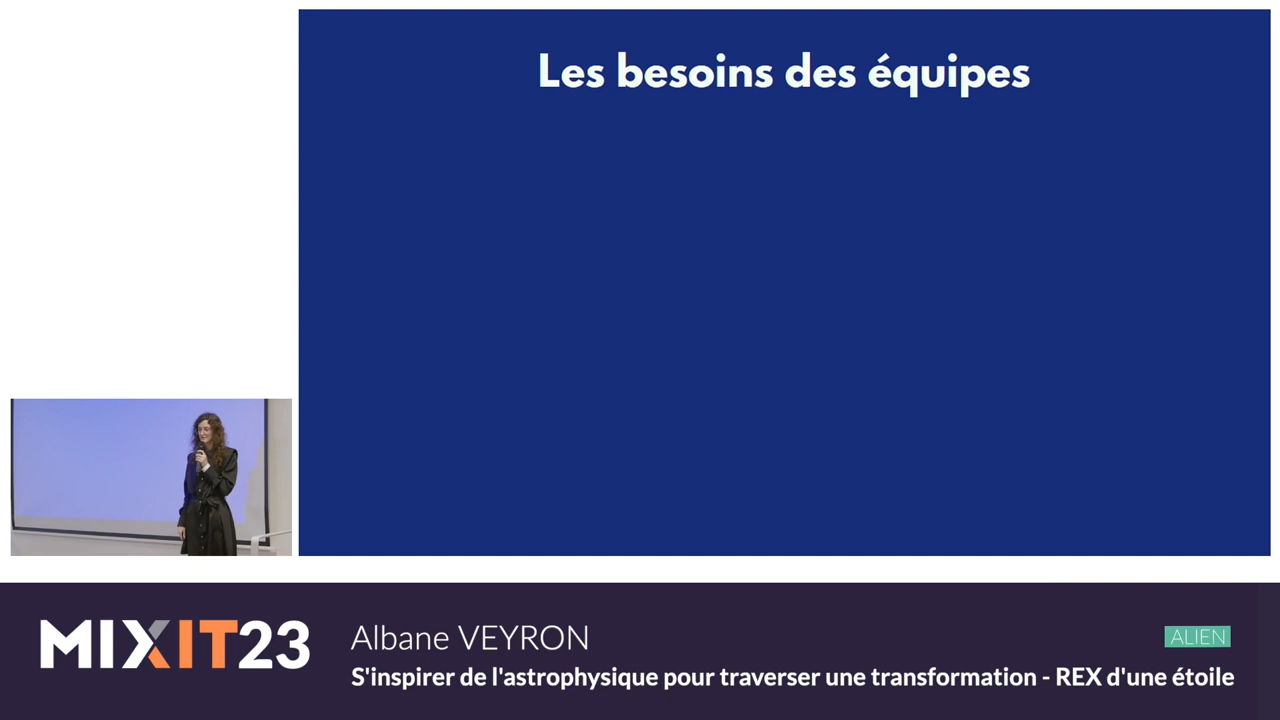 Les besoins des équipes
MIXIT23
Albane VEYRON
ALIEN
S'inspirer de l'astrophysique pour traverser une transformation - REX d'une étoile